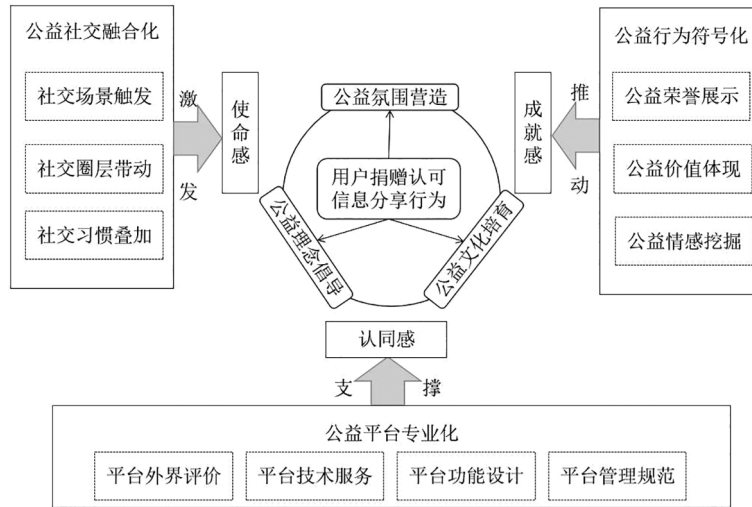 公益社交融合化
社交场景触发
社交圈层带动
社交习惯叠加
激
发
使命感
公益氛围营造
用户捐赠认可
信息分享行为
公益理念倡导
公益文化培育
成就感
推
动
公益行为符号化
公益荣誉展示
公益价值体现
公益情感挖掘
认同感
支
撑
公益平台专业化
平台外界评价
平台技术服务
平台功能设计
平台管理规范